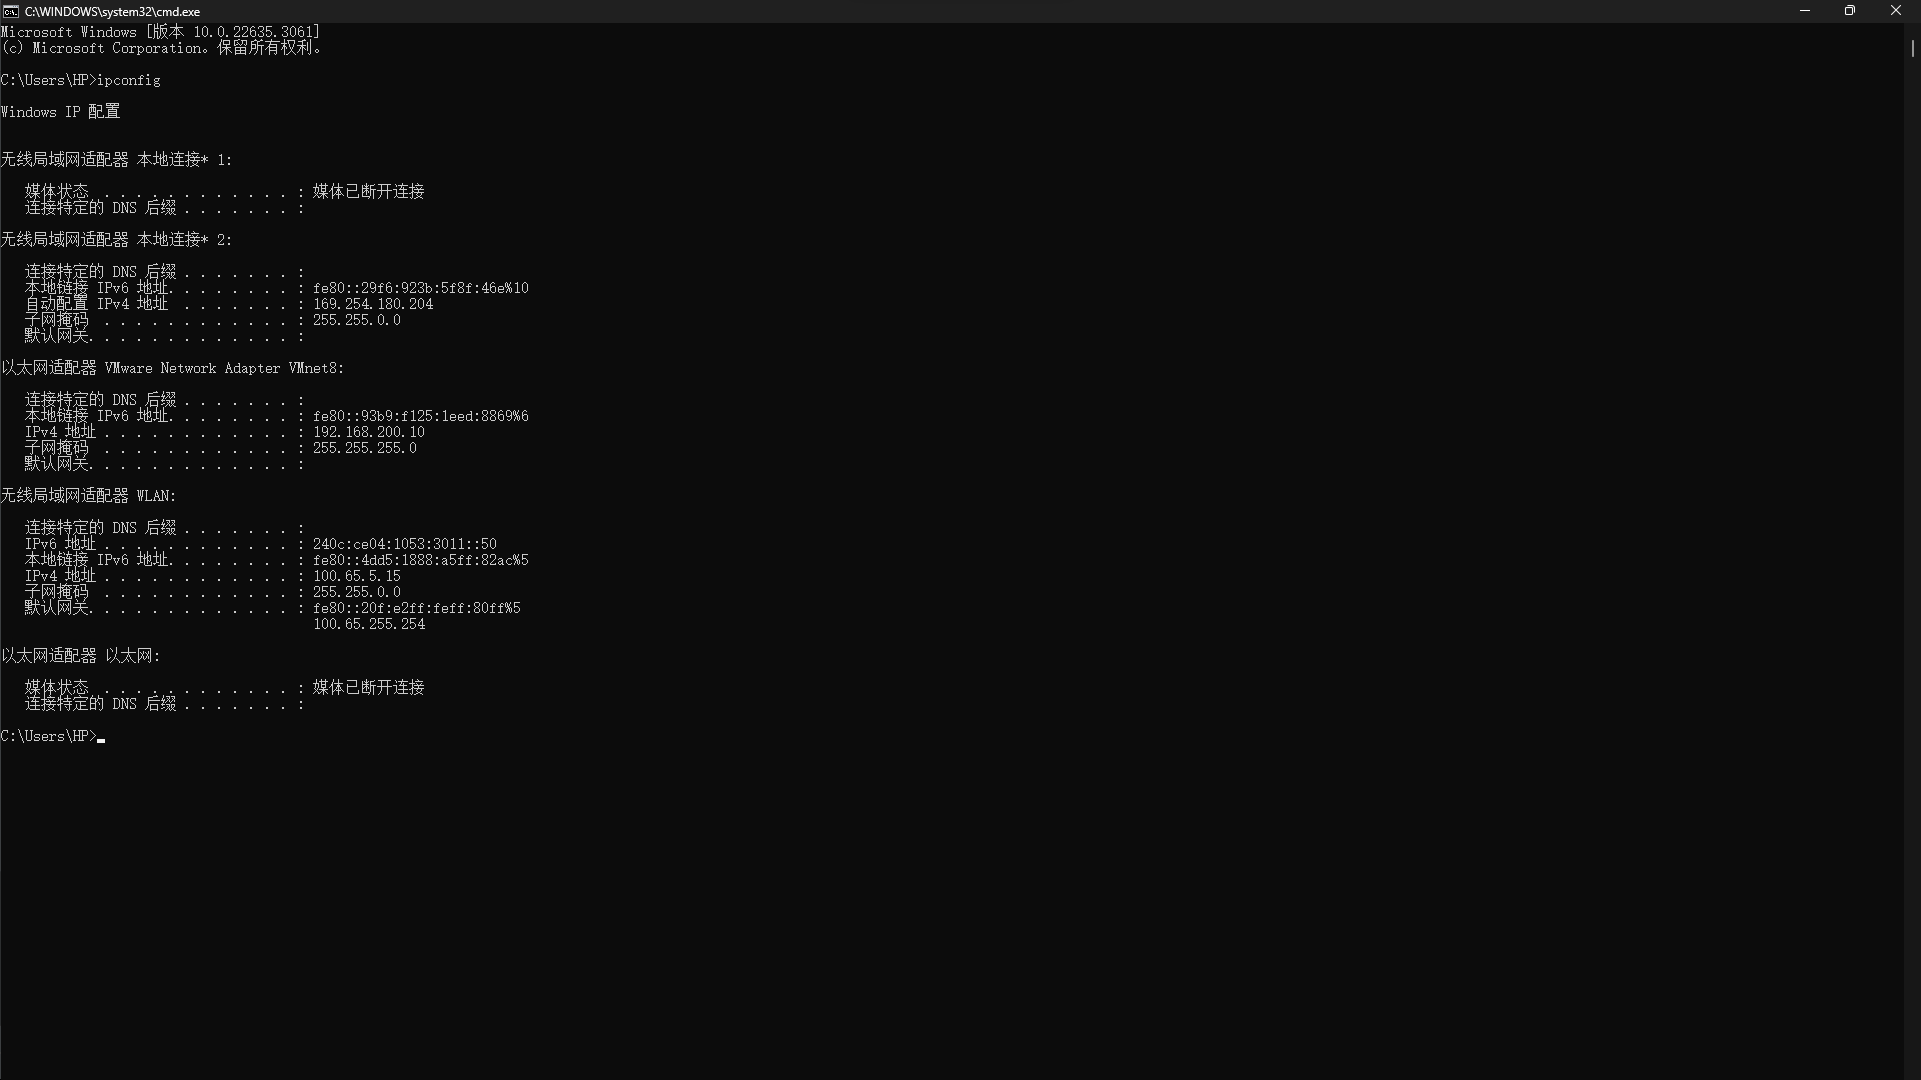 C:\WINDOWS\system32\cmd.exe
Microsoft Windows [版本 10.0.22635.3061]
(c) Microsoft Corporation。保留所有权利。
C:\Users\HP>ipconfig
Windows IP 配置
无线局域网适配器 本地连接* 1:
媒体状态  . . . . . . . . . . . . : 媒体已断开连接
连接特定的 DNS 后缀 . . . . . . . :
无线局域网适配器 本地连接* 2:
连接特定的 DNS 后缀 . . . . . . . :
本地链接 IPv6 地址. . . . . . . . : fe80::29f6:923b:5f8f:46e%10
自动配置 IPv4 地址  . . . . . . . : 169.254.180.204
子网掩码  . . . . . . . . . . . . : 255.255.0.0
默认网关. . . . . . . . . . . . . :
以太网适配器 VMware Network Adapter VMnet8:
连接特定的 DNS 后缀 . . . . . . . :
本地链接 IPv6 地址. . . . . . . . : fe80::93b9:f125:1eed:8869%6
IPv4 地址 . . . . . . . . . . . . : 192.168.200.10
子网掩码  . . . . . . . . . . . . : 255.255.255.0
默认网关. . . . . . . . . . . . . :
无线局域网适配器 WLAN:
连接特定的 DNS 后缀 . . . . . . . :
IPv6 地址 . . . . . . . . . . . . : 240c:ce04:1053:3011::50
本地链接 IPv6 地址. . . . . . . . : fe80::4dd5:1888:a5ff:82ac%5
IPv4 地址 . . . . . . . . . . . . : 100.65.5.15
子网掩码  . . . . . . . . . . . . : 255.255.0.0
默认网关. . . . . . . . . . . . . : fe80::20f:e2ff:feff:80ff%5
100.65.255.254
以太网适配器 以太网:
媒体状态  . . . . . . . . . . . . : 媒体已断开连接
连接特定的 DNS 后缀 . . . . . . . :
C:\Users\HP>